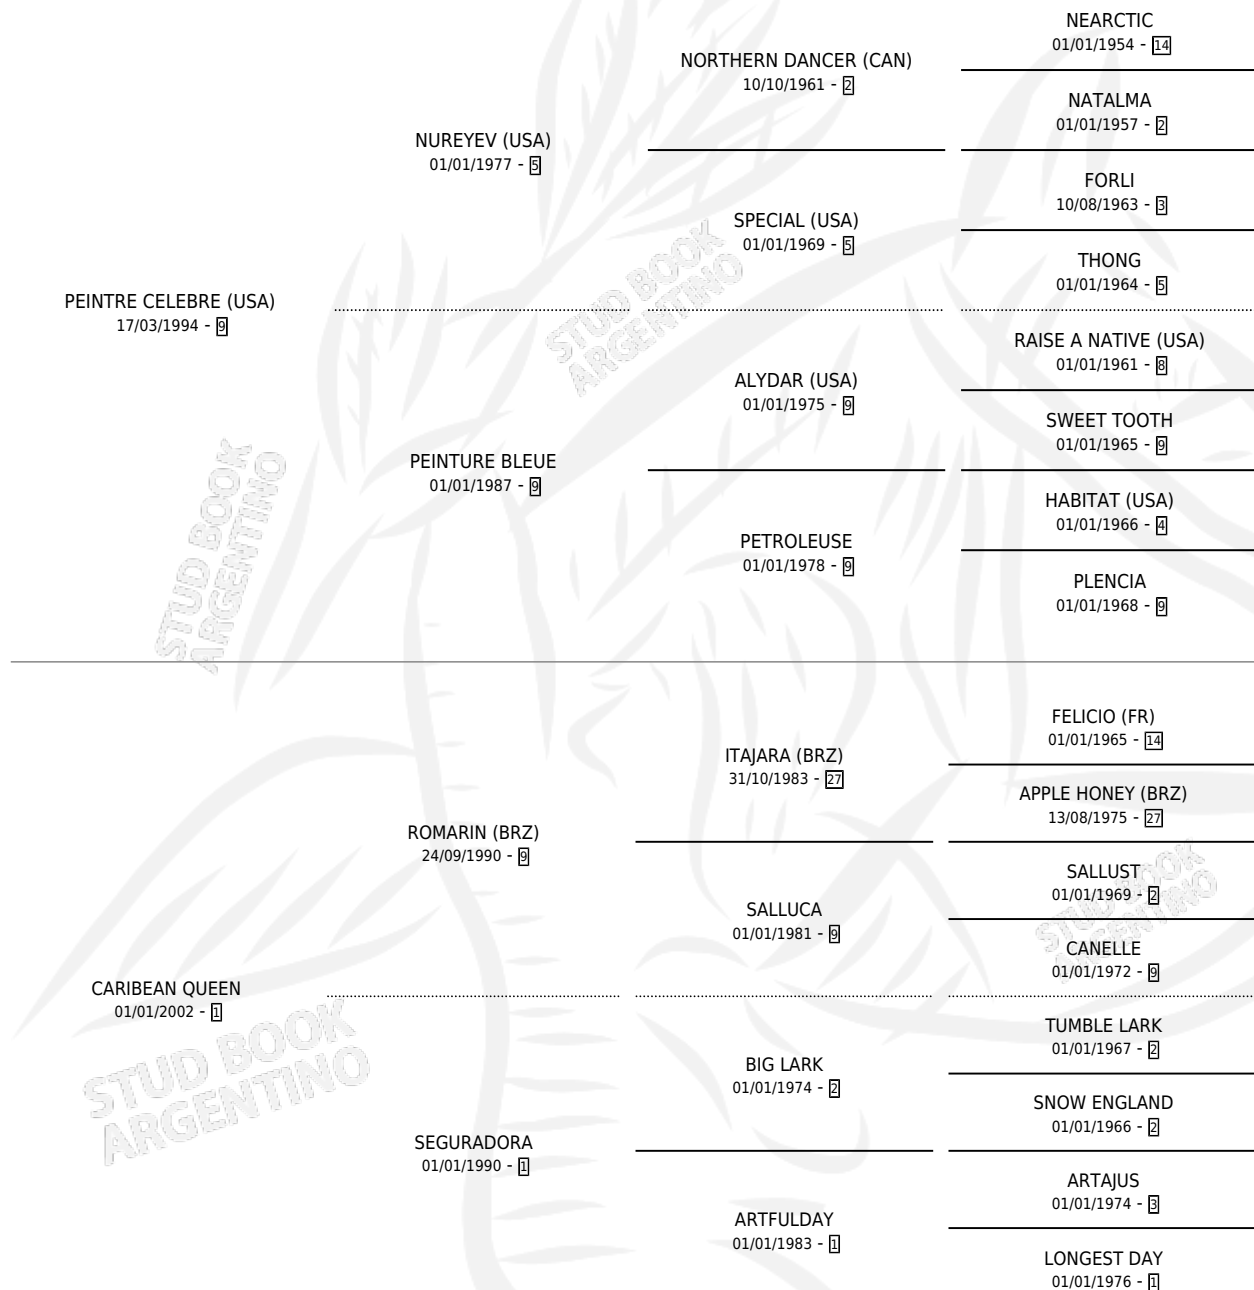 NEARCTIC
01/01/1954 - 14
NORTHERN DANCER (CAN)
10/10/1961 - 2
NATALMA
01/01/1957 - 2
NUREYEV (USA)
01/01/1977 - 5
FORLI
10/08/1963 - 3
SPECIAL (USA)
01/01/1969 - 5
THONG
01/01/1964 - 5
PEINTRE CELEBRE (USA)
17/03/1994 - 9
RAISE A NATIVE (USA)
01/01/1961 - 8
ALYDAR (USA)
01/01/1975 - 9
SWEET TOOTH
01/01/1965 - 9
PEINTURE BLEUE
01/01/1987 - 9
HABITAT (USA)
01/01/1966 - 4
PETROLEUSE
01/01/1978 - 9
PLENCIA
01/01/1968 - 9
FELICIO (FR)
01/01/1965 - 14
ITAJARA (BRZ)
31/10/1983 - 27
APPLE HONEY (BRZ)
13/08/1975 - 27
ROMARIN (BRZ)
24/09/1990 - 9
SALLUST
01/01/1969 - 2
SALLUCA
01/01/1981 - 9
CANELLE
01/01/1972 - 9
CARIBEAN QUEEN
01/01/2002 - 1
TUMBLE LARK
01/01/1967 - 2
BIG LARK
01/01/1974 - 2
SNOW ENGLAND
01/01/1966 - 2
SEGURADORA
01/01/1990 - 1
ARTAJUS
01/01/1974 - 3
ARTFULDAY
01/01/1983 - 1
LONGEST DAY
01/01/1976 - 1
STUD BOOK
ARGENTINO
STUD BOOK
ARGENTINO
STUD BOOK
ARGENTINO
STUD BOOK
ARGENTINO